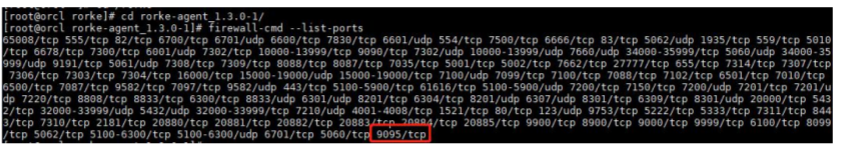 [root@orcl rorke]# cd rorke-agent_1.3.0-1/
[root@orcl rorke-agent_1.3.0-1]# firewall-cmd --list-ports
65008/tcp 555/tcp 82/tcp 6700/tcp 6701/udp 6600/udp 7830/tcp 6601/udp 554/tcp 7500/tcp 6666/tcp 83/tcp 5062/udp 1935/tcp 559/tcp 5010
/tcp 6678/tcp 7300/tcp 6001/udp 7302/tcp 10000-13999/tcp 9090/tcp 7302/udp 10000-13999/udp 7660/udp 34000-35999/tcp 5060/udp 34000-35
999/udp 9191/tcp 5061/udp 7308/tcp 7309/tcp 8088/tcp 8087/tcp 7035/tcp 5001/tcp 5002/tcp 7662/tcp 27777/tcp 655/tcp 7314/tcp 7307/tcp
7306/tcp 7303/tcp 7304/tcp 16000/tcp 15000-19000/udp 15000-19000/tcp 7100/udp 7099/tcp 7100/tcp 7088/tcp 7102/tcp 6501/tcp 7010/tcp
6500/tcp 7087/tcp 9582/tcp 7097/tcp 9582/udp 443/tcp 5100-5900/tcp 61616/tcp 5100-5900/udp 7200/tcp 7150/tcp 7200/udp 7201/tcp 7201/u
dp 7220/tcp 8808/tcp 8833/tcp 6300/tcp 8833/udp 6301/udp 8201/tcp 6304/tcp 8201/udp 6307/udp 8301/tcp 6309/tcp 8301/udp 20000/tcp 543
2/tcp 32000-33999/udp 5432/udp 32000-33999/tcp 7210/udp 4001-4008/tcp 1521/tcp 80/tcp 123/udp 9753/tcp 5222/tcp 5333/tcp 7311/tcp 844
3/tcp 7310/tcp 2181/tcp 20880/tcp 20881/tcp 20882/tcp 20883/tcp 20884/tcp 20885/tcp 9900/tcp 8900/tcp 9000/tcp 9999/tcp 6100/tcp 8099
/tcp 5062/tcp 5100-6300/tcp 5100-6300/udp 6701/tcp 5060/tcp 9095/tcp